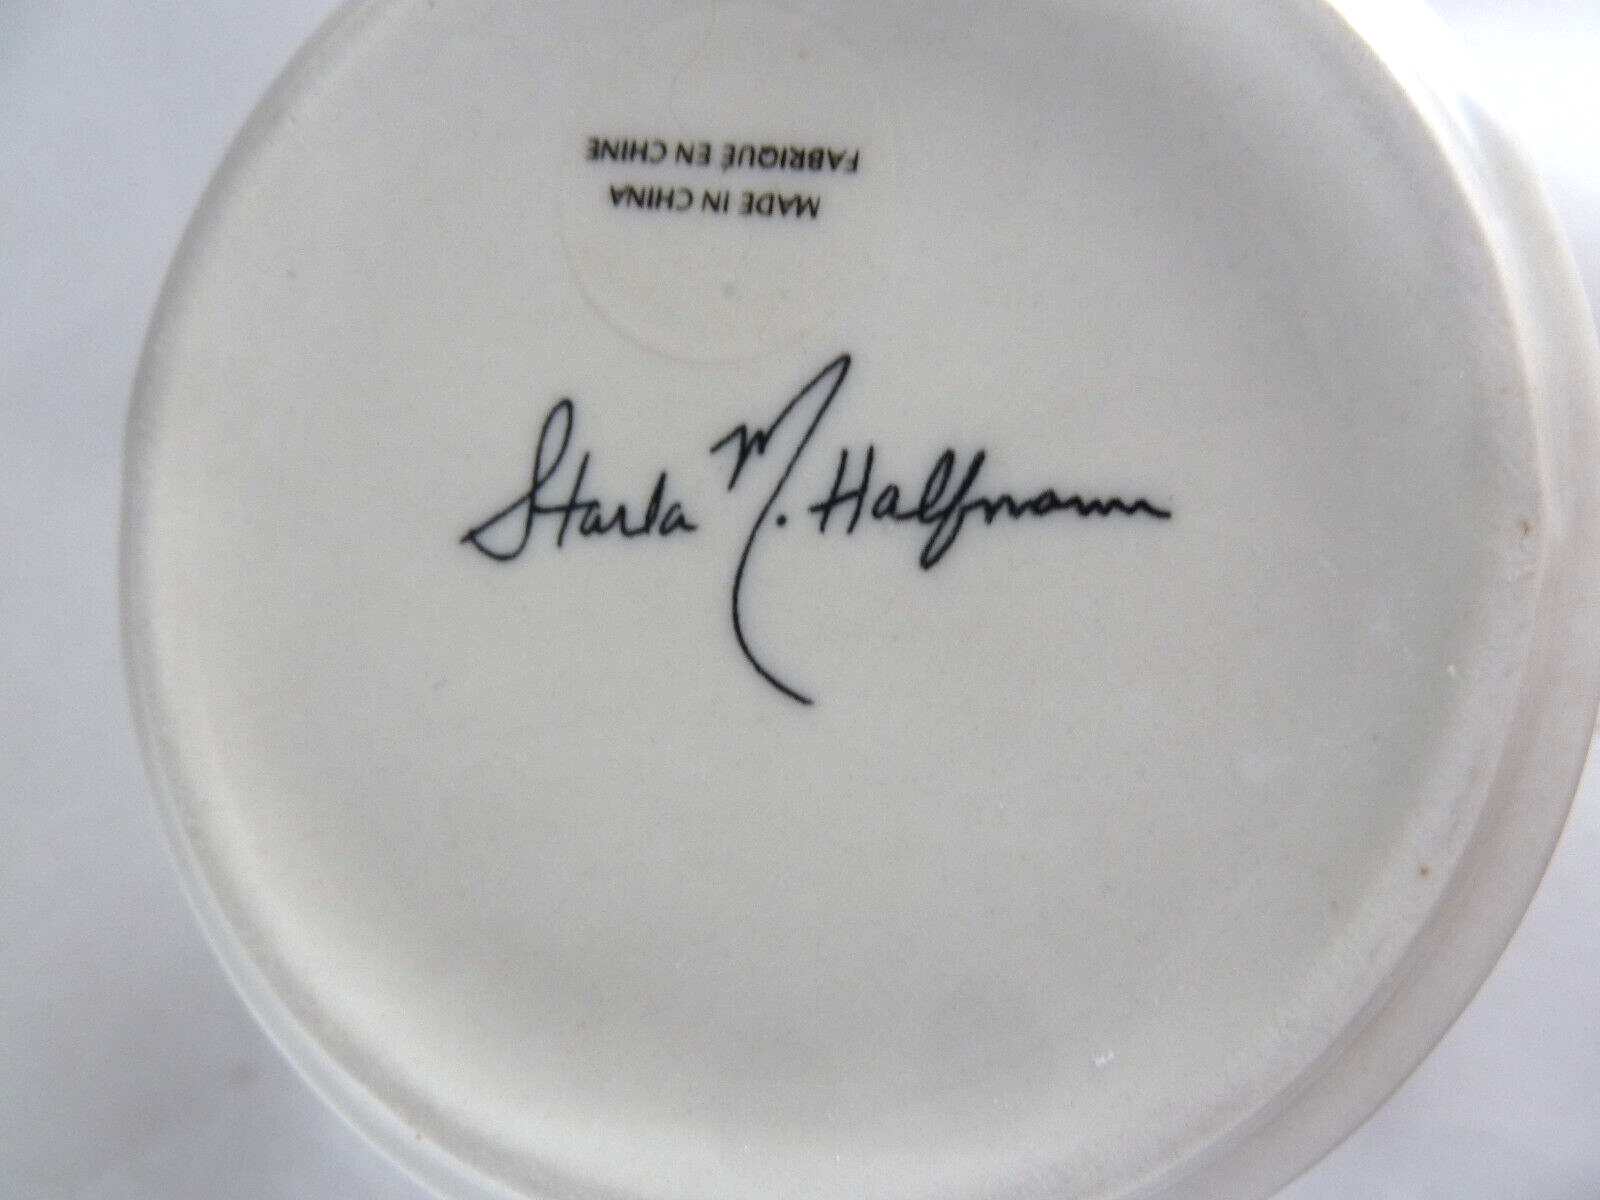 MADE IN CHINA
FABRIQUÉ EN CHINE
Starla M. Halfmann